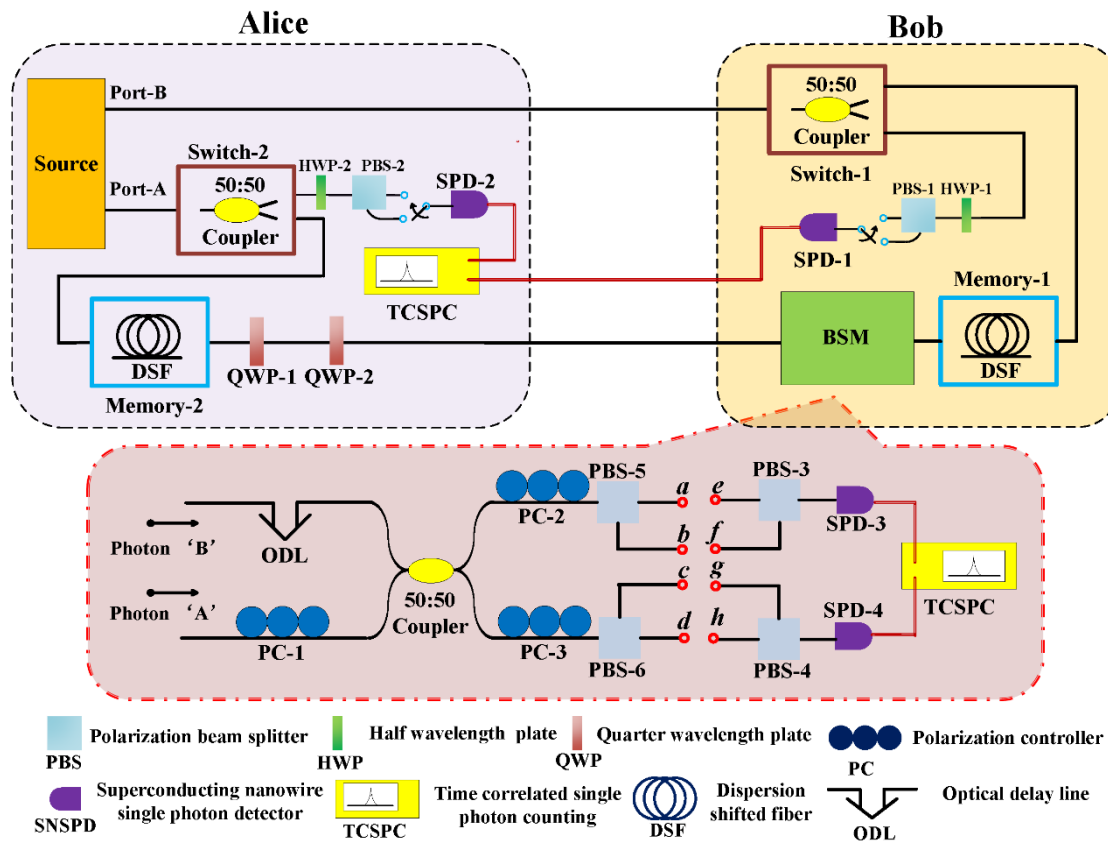 Alice
Bob
Source
Port-B
Port-A
Switch-2
50:50
Coupler
HWP-2
PBS-2
SPD-2
TCSPC
DSF
Memory-2
QWP-1
QWP-2
50:50
Coupler
Switch-1
PBS-1
HWP-1
SPD-1
Memory-1
BSM
DSF
Photon ‘B’
Photon ‘A’
ODL
PC-1
50:50
Coupler
PC-2
PC-3
PBS-5
PBS-6
a
b
c
d
e
f
g
h
PBS-3
PBS-4
SPD-3
SPD-4
TCSPC
PBS
Polarization beam splitter
HWP
Half wavelength plate
QWP
Quarter wavelength plate
PC
Polarization controller
SNSPD
Superconducting nanowire
single photon detector
TCSPC
Time correlated single
photon counting
DSF
Dispersion
shifted fiber
ODL
Optical delay line